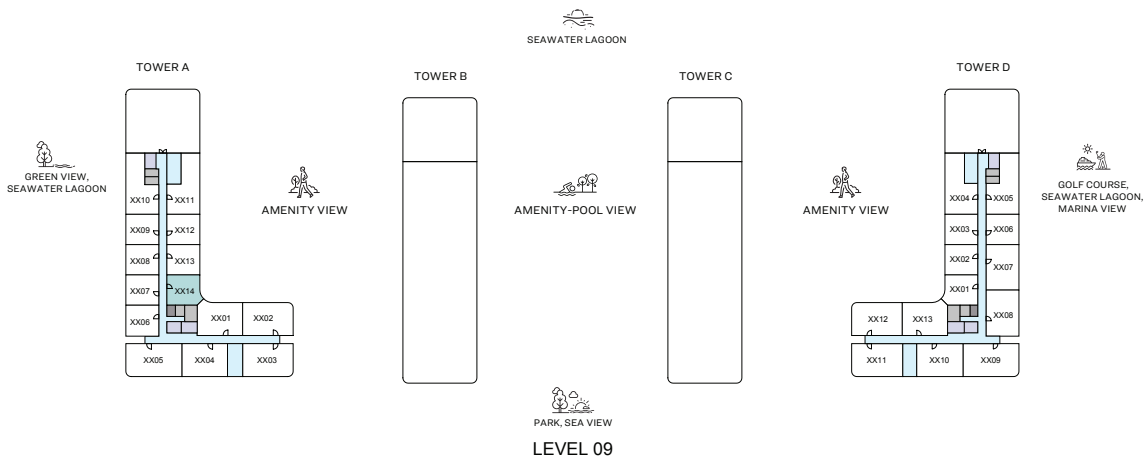 SEAWATER LAGOON
TOWER A
TOWER B
TOWER C
TOWER D
GREEN VIEW,
SEAWATER LAGOON
AMENITY VIEW
AMENITY-POOL VIEW
AMENITY VIEW
GOLF COURSE,
SEAWATER LAGOON,
MARINA VIEW
XX10
XX11
XX09
XX12
XX08
XX13
XX07
XX14
XX06
XX01
XX02
XX05
XX04
XX03
XX04
XX05
XX03
XX06
XX02
XX07
XX01
XX08
XX12
XX13
XX11
XX10
XX09
PARK, SEA VIEW
LEVEL 09